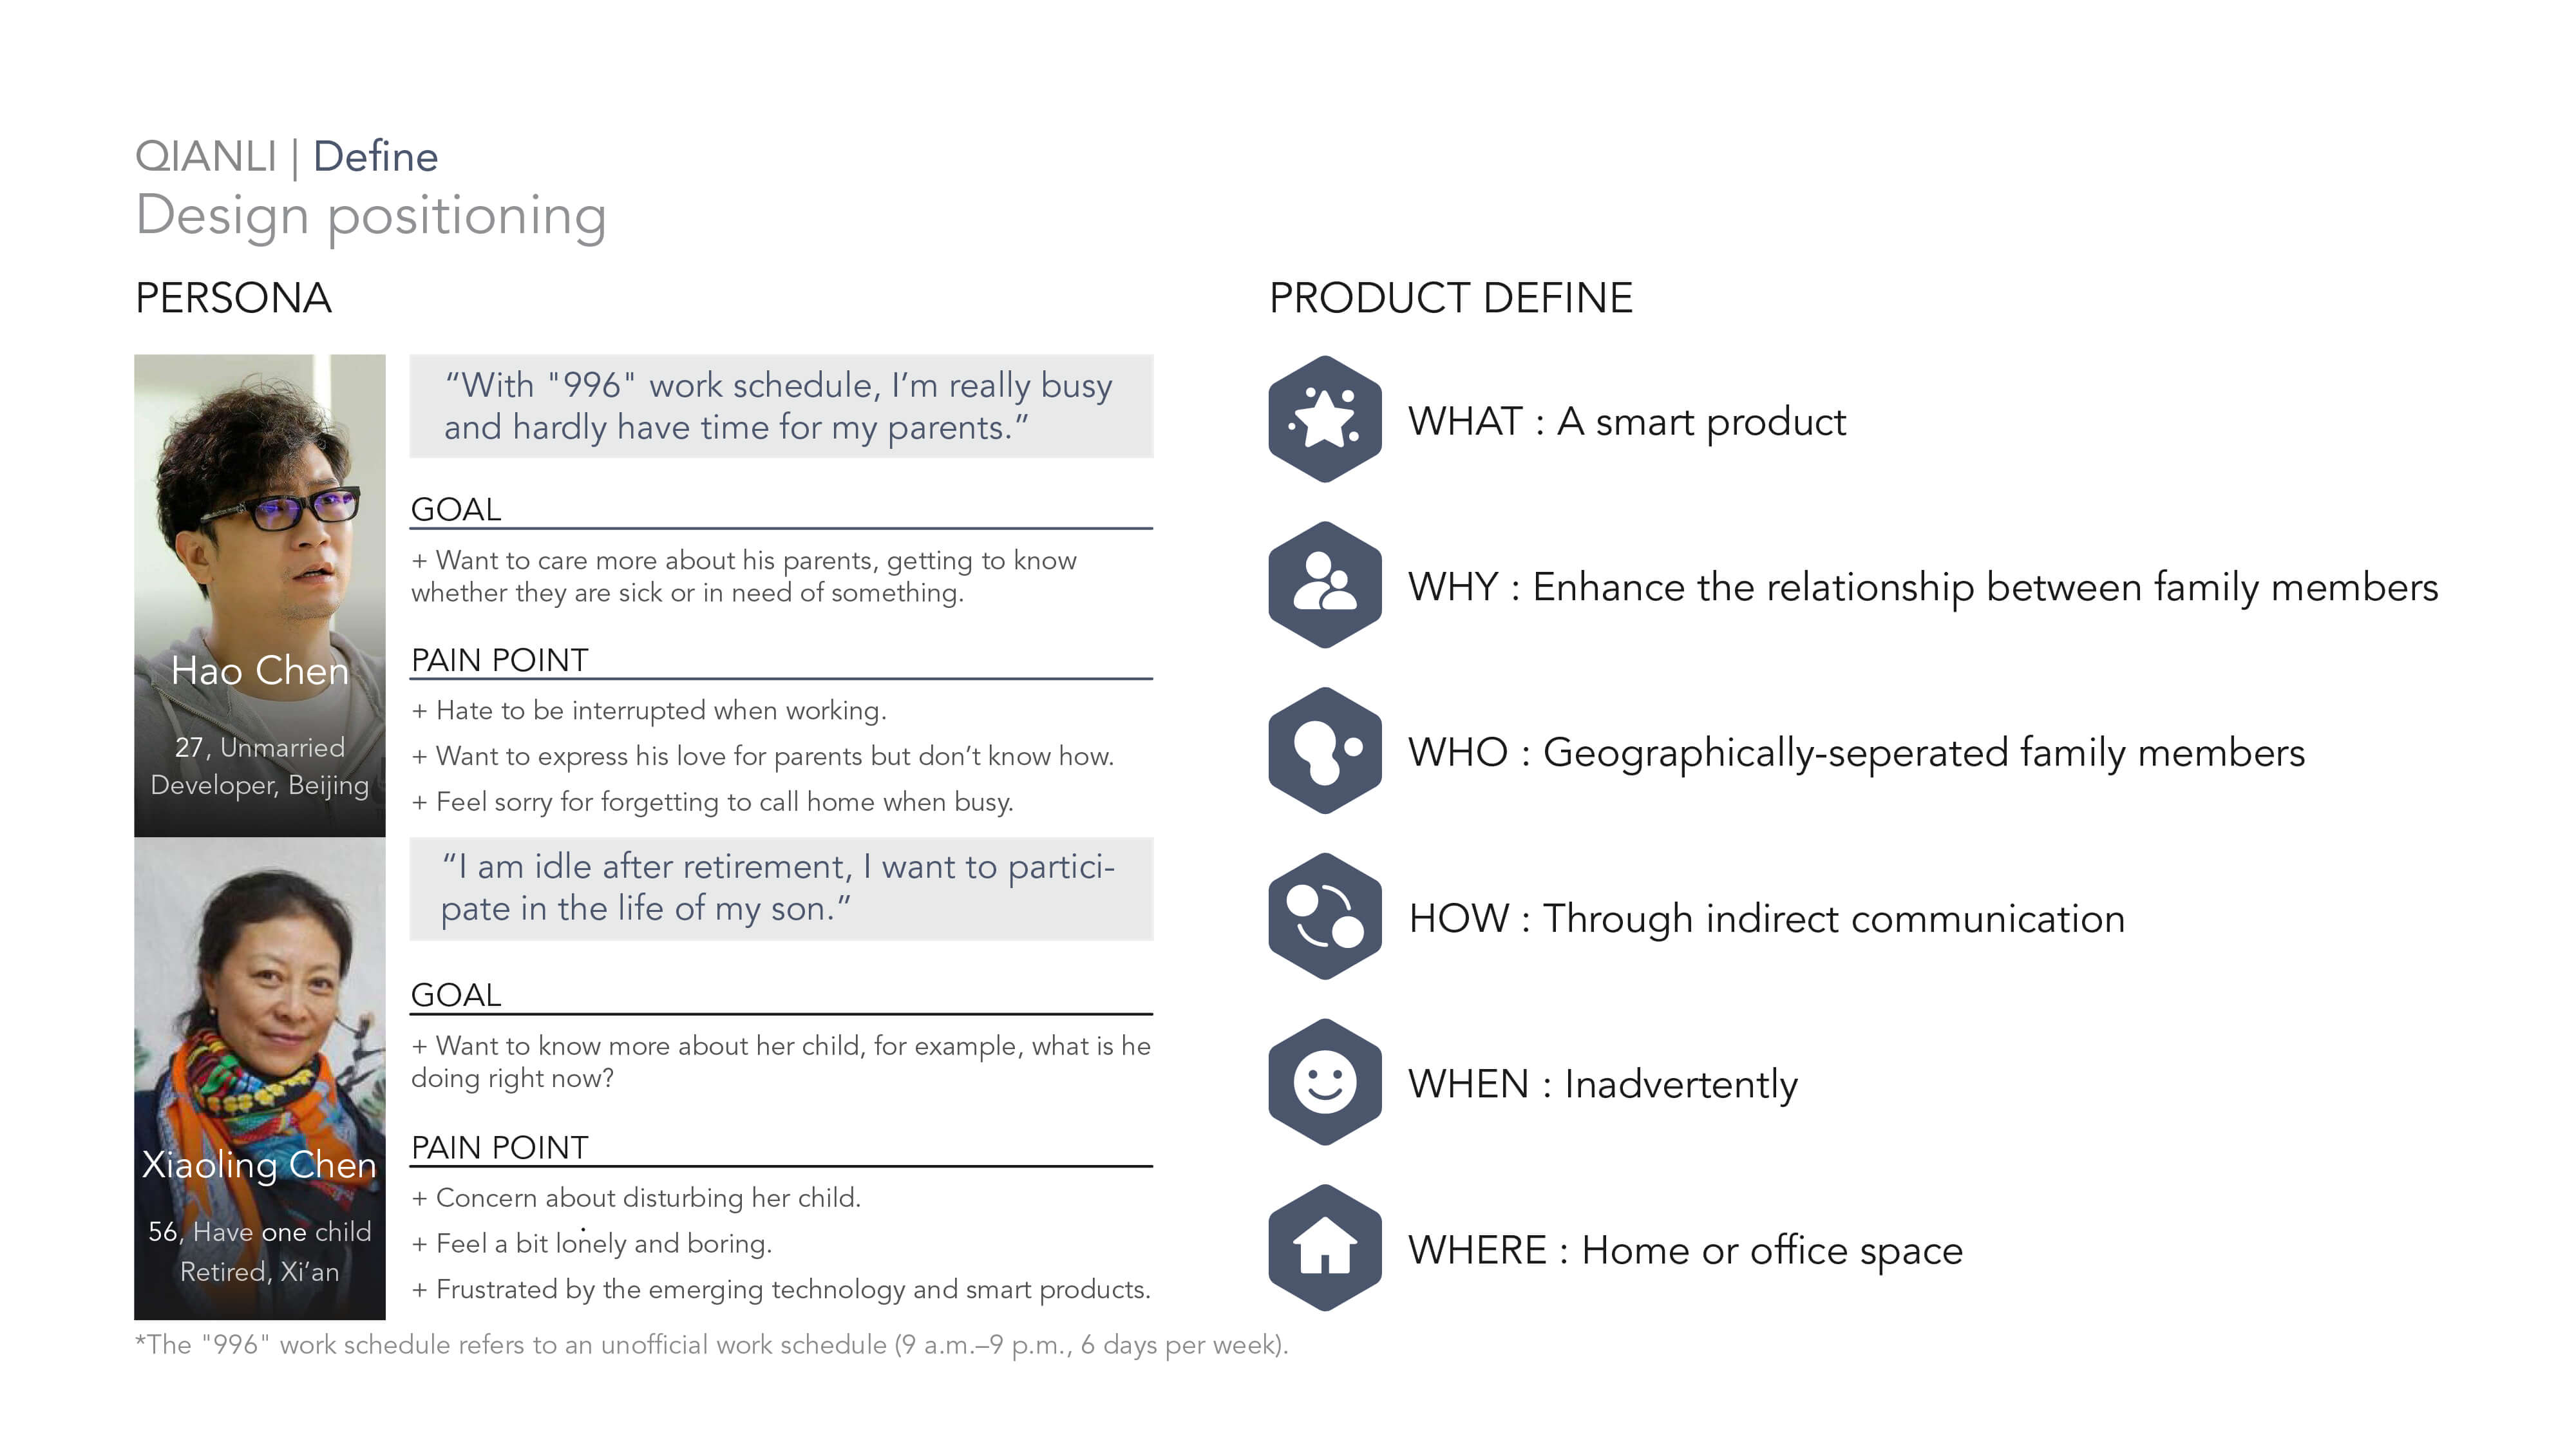 QIANLI | Define
Design positioning
PERSONA
Hao Chen
27, Unmarried
Developer, Beijing
“With "996" work schedule, I’m really busy
and hardly have time for my parents.”
GOAL
+ Want to care more about his parents, getting to know
whether they are sick or in need of something.
PAIN POINT
+ Hate to be interrupted when working.
+ Want to express his love for parents but don’t know how.
+ Feel sorry for forgetting to call home when busy.
Xiaoling Chen
56, Have one child
Retired, Xi’an
“I am idle after retirement, I want to partici-
pate in the life of my son.”
GOAL
+ Want to know more about her child, for example, what is he
doing right now?
PAIN POINT
+ Concern about disturbing her child.
+ Feel a bit lonely and boring.
+ Frustrated by the emerging technology and smart products.
*The "996" work schedule refers to an unofficial work schedule (9 a.m.–9 p.m., 6 days per week).
PRODUCT DEFINE
WHAT : A smart product
WHY : Enhance the relationship between family members
WHO : Geographically-seperated family members
HOW : Through indirect communication
WHEN : Inadvertently
WHERE : Home or office space